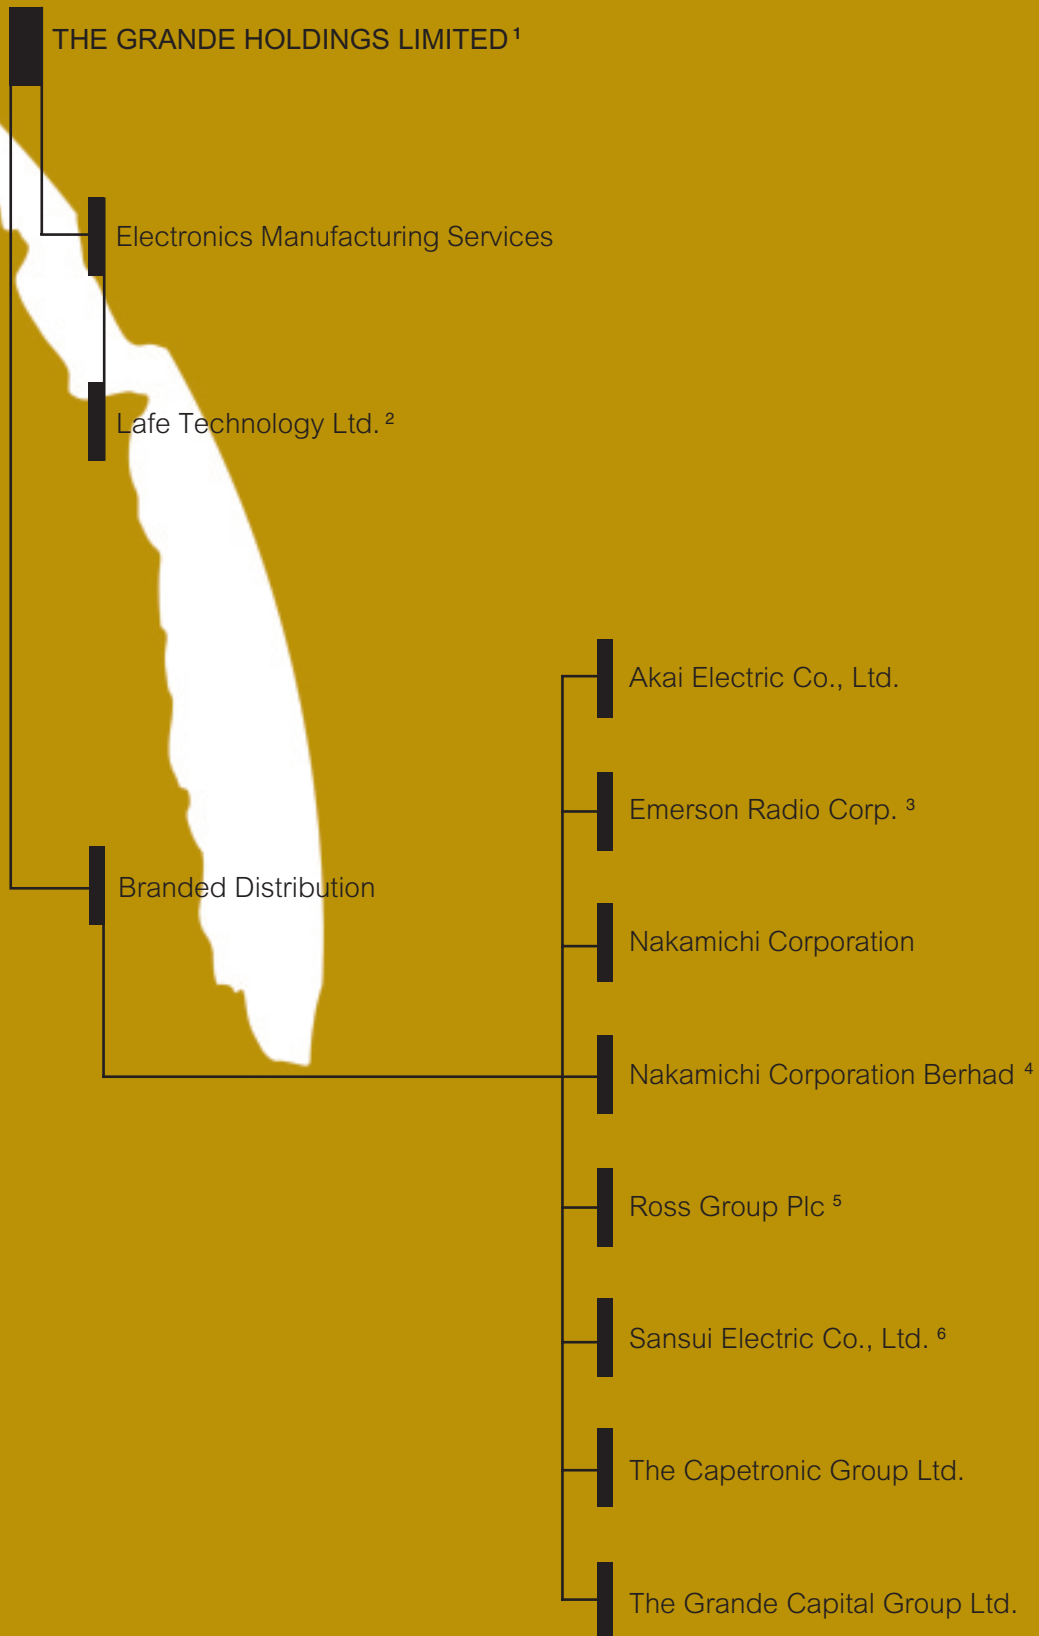 THE GRANDE HOLDINGS LIMITED ¹
Electronics Manufacturing Services
Lafe Technology Ltd. ²
Akai Electric Co., Ltd.
Emerson Radio Corp. ³
Branded Distribution
Nakamichi Corporation
Nakamichi Corporation Berhad ⁴
Ross Group Plc ⁵
Sansui Electric Co., Ltd. ⁶
The Capetronic Group Ltd.
The Grande Capital Group Ltd.